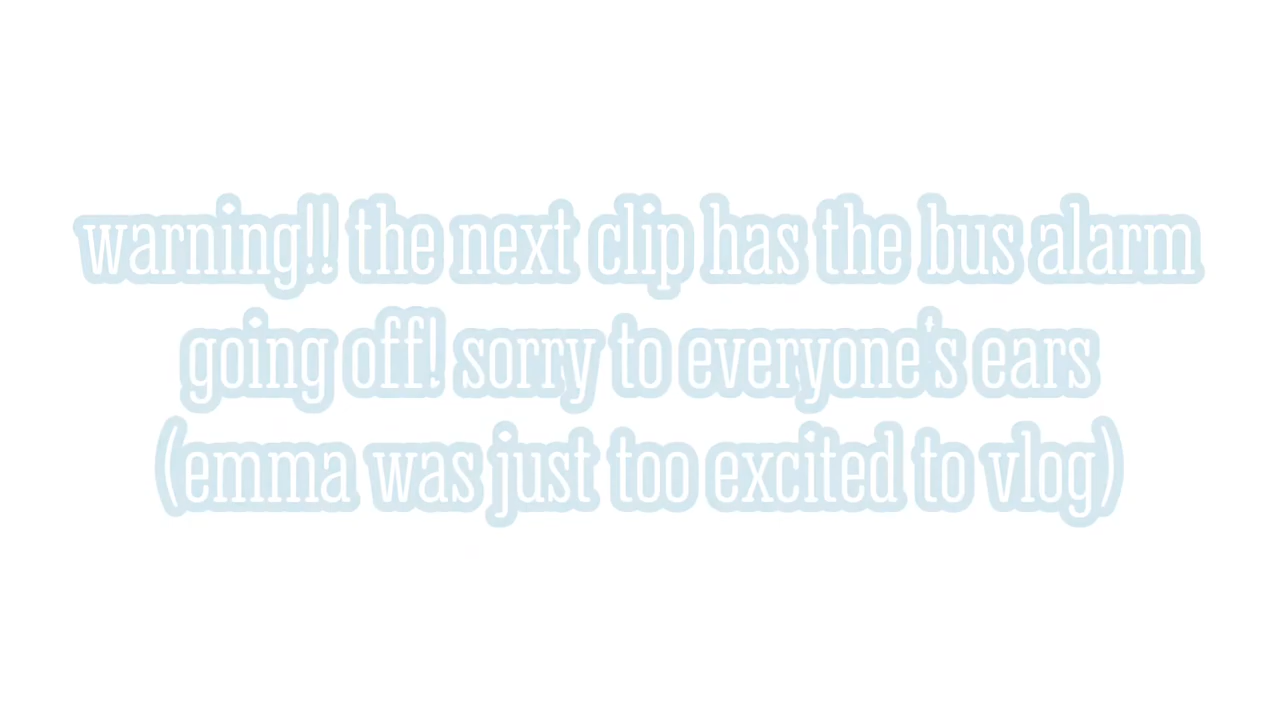 warning!! the next clip has the bus alarm
going off! sorry to everyone's ears
(emma was just too excited to vlog)